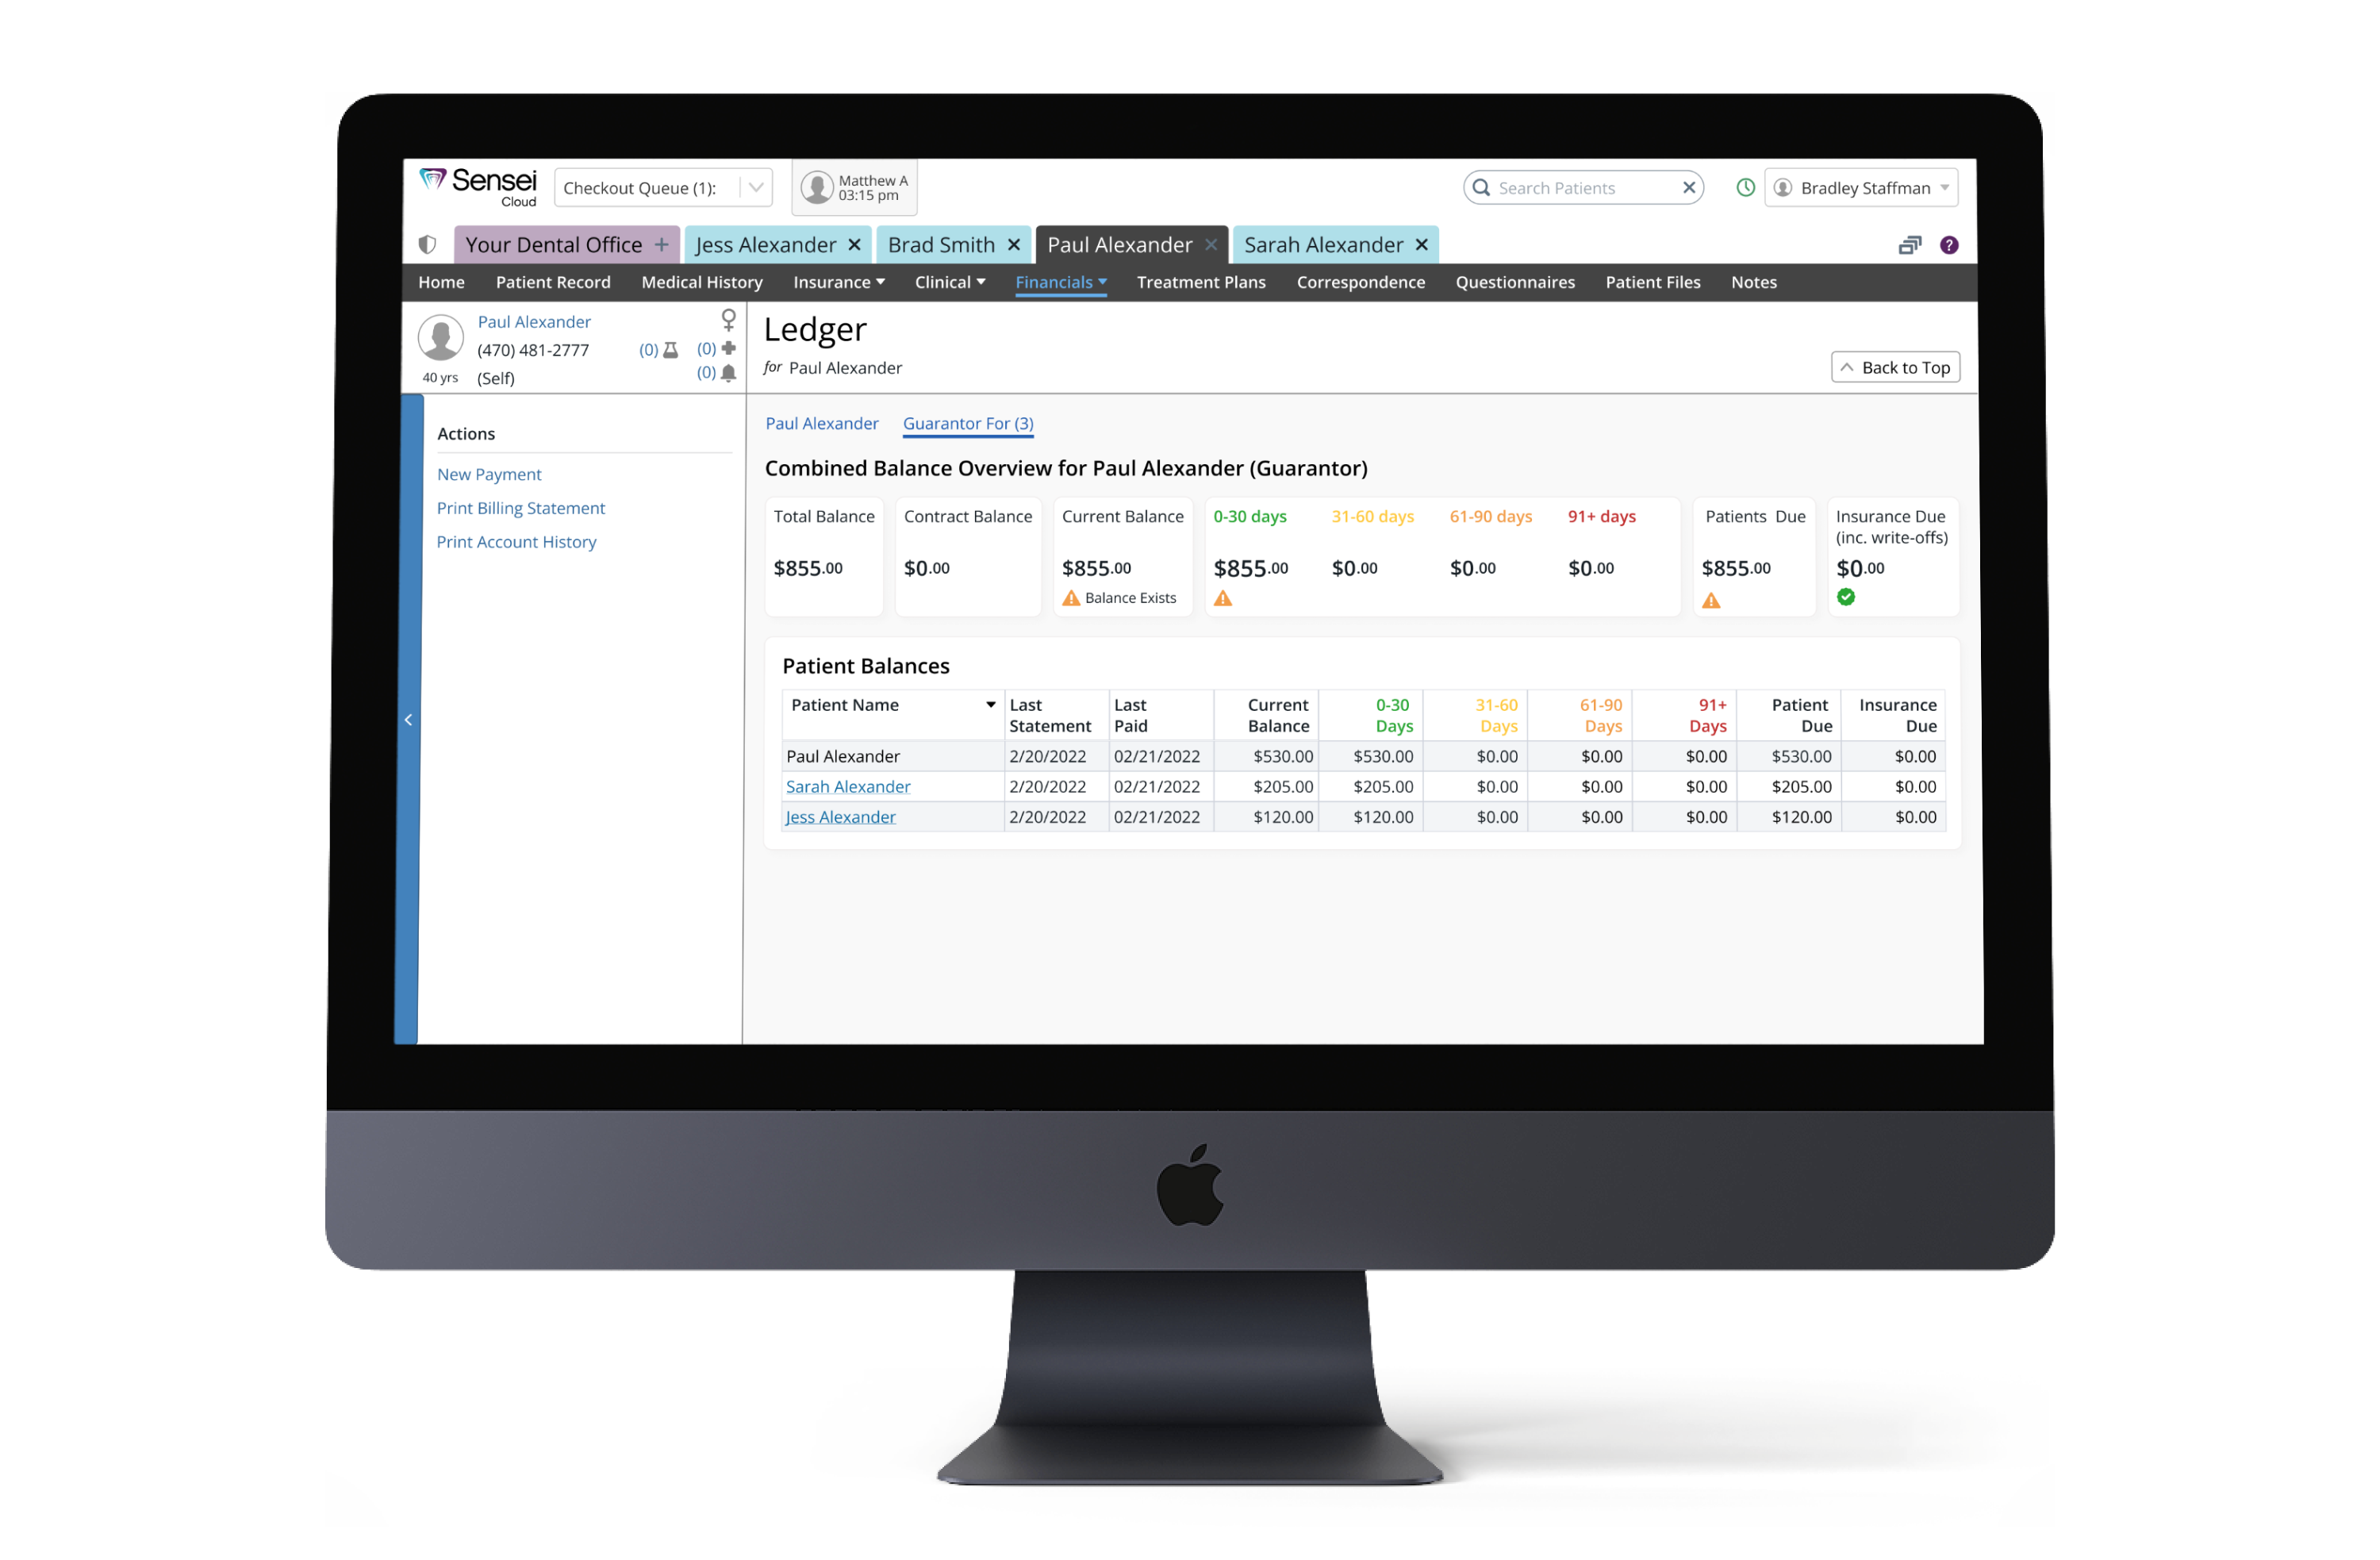 Sensei
Cloud
Checkout Queue (1):
Matthew A
03:15 pm
Search Patients
Bradley Staffman
Your Dental Office +
Jess Alexander ×
Brad Smith ×
Paul Alexander ×
Sarah Alexander ×
?
Home Patient Record Medical History Insurance Clinical Financials Treatment Plans Correspondence Questionnaires Patient Files Notes
Paul Alexander
(470) 481-2777
(0) (0)
(0)
40 yrs (Self)
Ledger
for Paul Alexander
Back to Top
Actions
New Payment
Print Billing Statement
Print Account History
Paul Alexander Guarantor For (3)
Combined Balance Overview for Paul Alexander (Guarantor)
Total Balance
$855.00
Contract Balance
$0.00
Current Balance
$855.00
Balance Exists
0-30 days 31-60 days 61-90 days 91+ days
$855.00 $0.00 $0.00 $0.00
Patients Due
$855.00
Insurance Due
(inc. write-offs)
$0.00
Patient Balances
Patient Name Last Last Current 0-30 31-60 61-90 91+ Patient Insurance
Statement Paid Balance Days Days Days Days Due Due
Paul Alexander 2/20/2022 02/21/2022 $530.00 $530.00 $0.00 $0.00 $0.00 $530.00 $0.00
Sarah Alexander 2/20/2022 02/21/2022 $205.00 $205.00 $0.00 $0.00 $0.00 $205.00 $0.00
Jess Alexander 2/20/2022 02/21/2022 $120.00 $120.00 $0.00 $0.00 $0.00 $120.00 $0.00